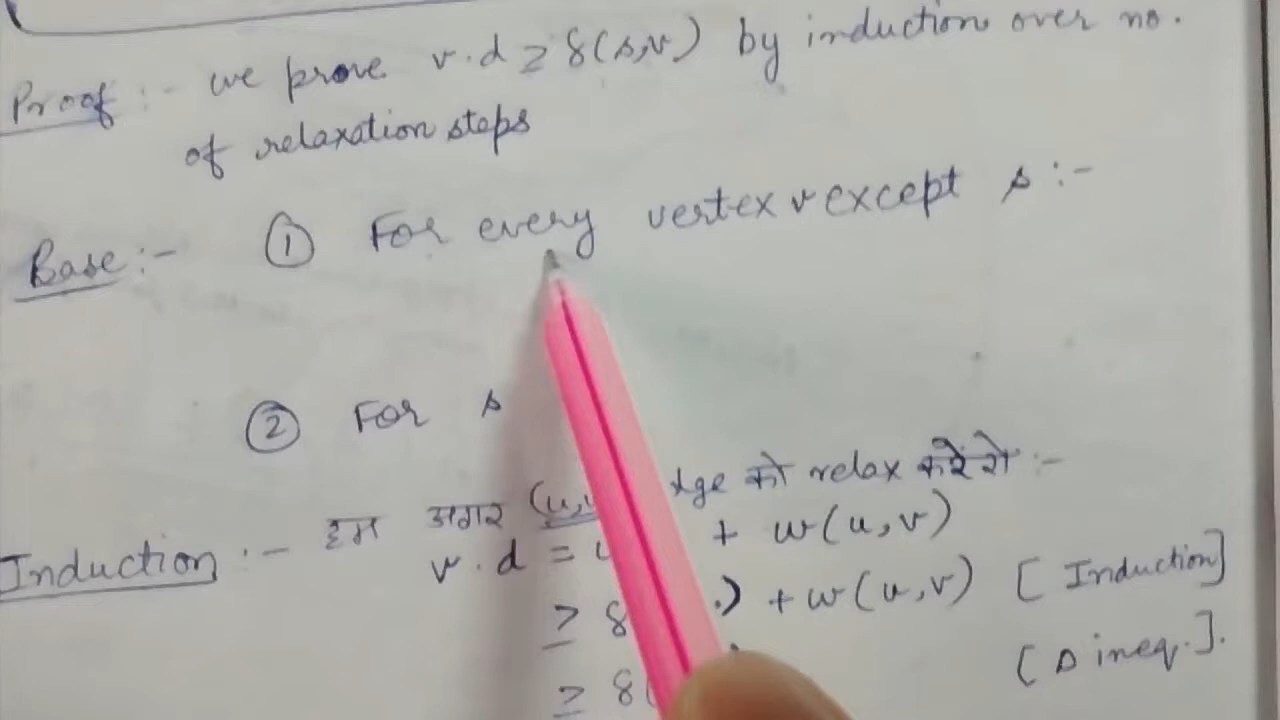 Proof :- we prove v.d ≥ δ(s,v) by induction over no.
of relaxation steps
Base :- ① For every vertex v except s :-
② For s
Induction :- हम अगर (u, को relax करेंगे :-
v.d = + w(u,v)
≥ δ ) + w(u,v) [Induction]
≥ δ( [Δ ineq.].